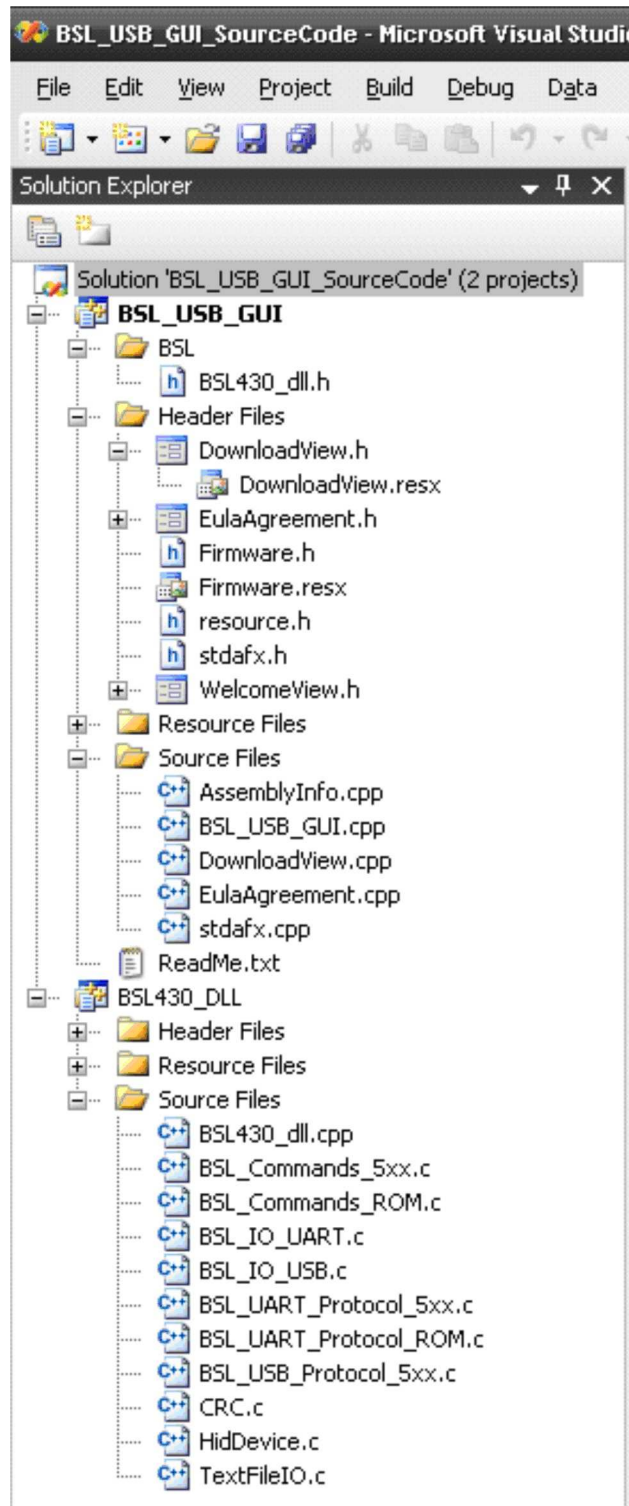 BSL_USB_GUI_SourceCode - Microsoft Visual Studi
File Edit View Project Build Debug Data
Solution Explorer
Solution 'BSL_USB_GUI_SourceCode' (2 projects)
BSL_USB_GUI
BSL
BSL430_dll.h
Header Files
DownloadView.h
DownloadView.resx
EulaAgreement.h
Firmware.h
Firmware.resx
resource.h
stdafx.h
WelcomeView.h
Resource Files
Source Files
AssemblyInfo.cpp
BSL_USB_GUI.cpp
DownloadView.cpp
EulaAgreement.cpp
stdafx.cpp
ReadMe.txt
BSL430_DLL
Header Files
Resource Files
Source Files
BSL430_dll.cpp
BSL_Commands_5xx.c
BSL_Commands_ROM.c
BSL_IO_UART.c
BSL_IO_USB.c
BSL_UART_Protocol_5xx.c
BSL_UART_Protocol_ROM.c
BSL_USB_Protocol_5xx.c
CRC.c
HidDevice.c
TextFileIO.c